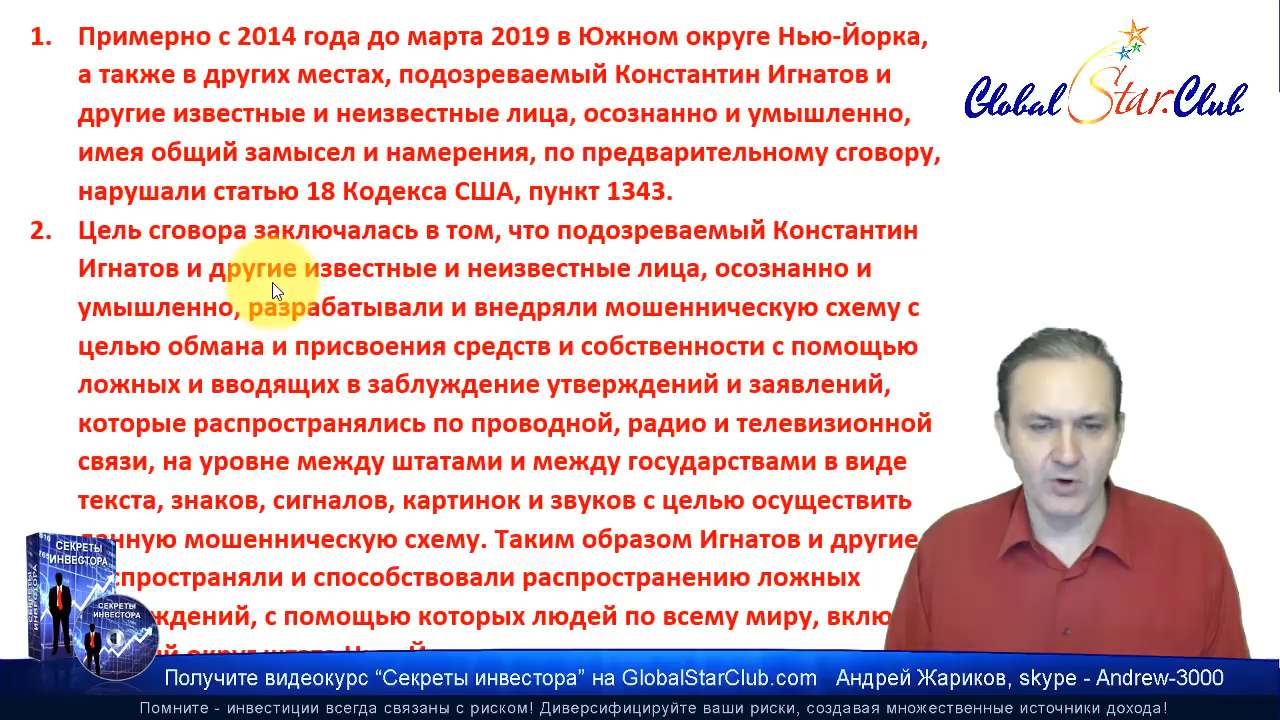 1. Примерно с 2014 года до марта 2019 в Южном округе Нью-Йорка,
а также в других местах, подозреваемый Константин Игнатов и
другие известные и неизвестные лица, осознанно и умышленно,
имея общий замысел и намерения, по предварительному сговору,
нарушали статью 18 Кодекса США, пункт 1343.
2. Цель сговора заключалась в том, что подозреваемый Константин
Игнатов и другие известные и неизвестные лица, осознанно и
умышленно, разрабатывали и внедряли мошенническую схему с
целью обмана и присвоения средств и собственности с помощью
ложных и вводящих в заблуждение утверждений и заявлений,
которые распространялись по проводной, радио и телевизионной
связи, на уровне между штатами и между государствами в виде
текста, знаков, сигналов, картинок и звуков с целью осуществить
мошенническую схему. Таким образом Игнатов и другие
и способствовали распространению ложных
с помощью которых людей по всему миру,
Global Star.Club
СЕКРЕТЫ
ИНВЕСТОРА
СЕКРЕТЫ
ИНВЕСТОРА
Получите видеокурс “Секреты инвестора” на GlobalStarClub.com Андрей Жариков, skype - Andrew-3000
Помните - инвестиции всегда связаны с риском! Диверсифицируйте ваши риски, создавая множественные источники дохода!